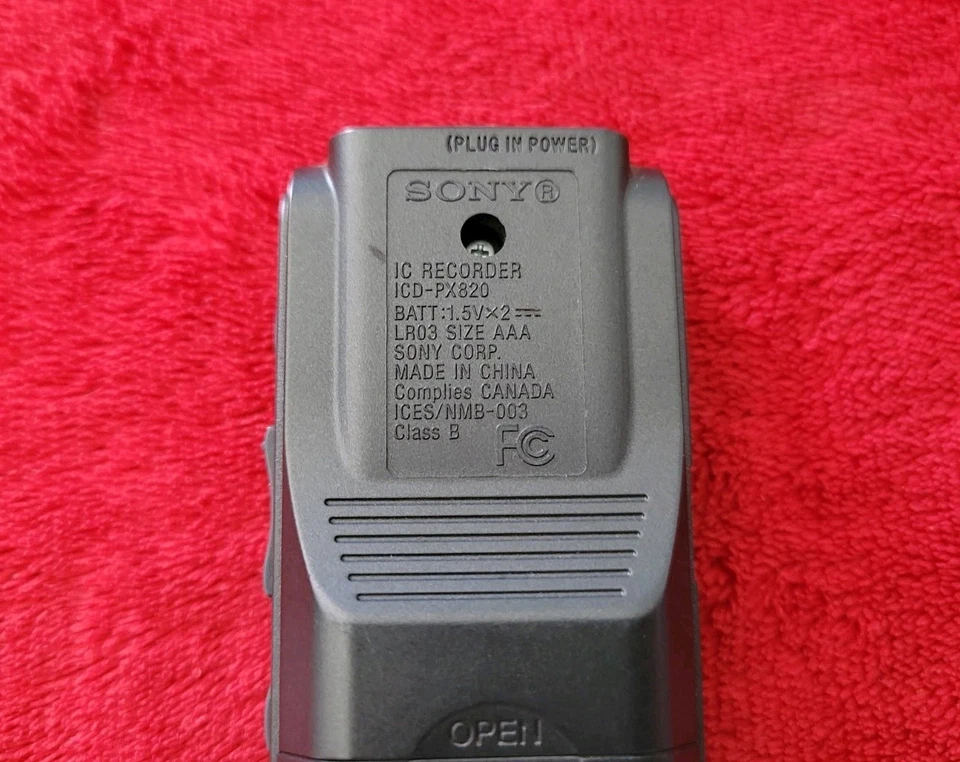 (PLUG IN POWER)
SONY®
IC RECORDER
ICD-PX820
BATT:1.5V×2⎓
LR03 SIZE AAA
SONY CORP.
MADE IN CHINA
Complies CANADA
ICES/NMB-003
Class B FC
OPEN